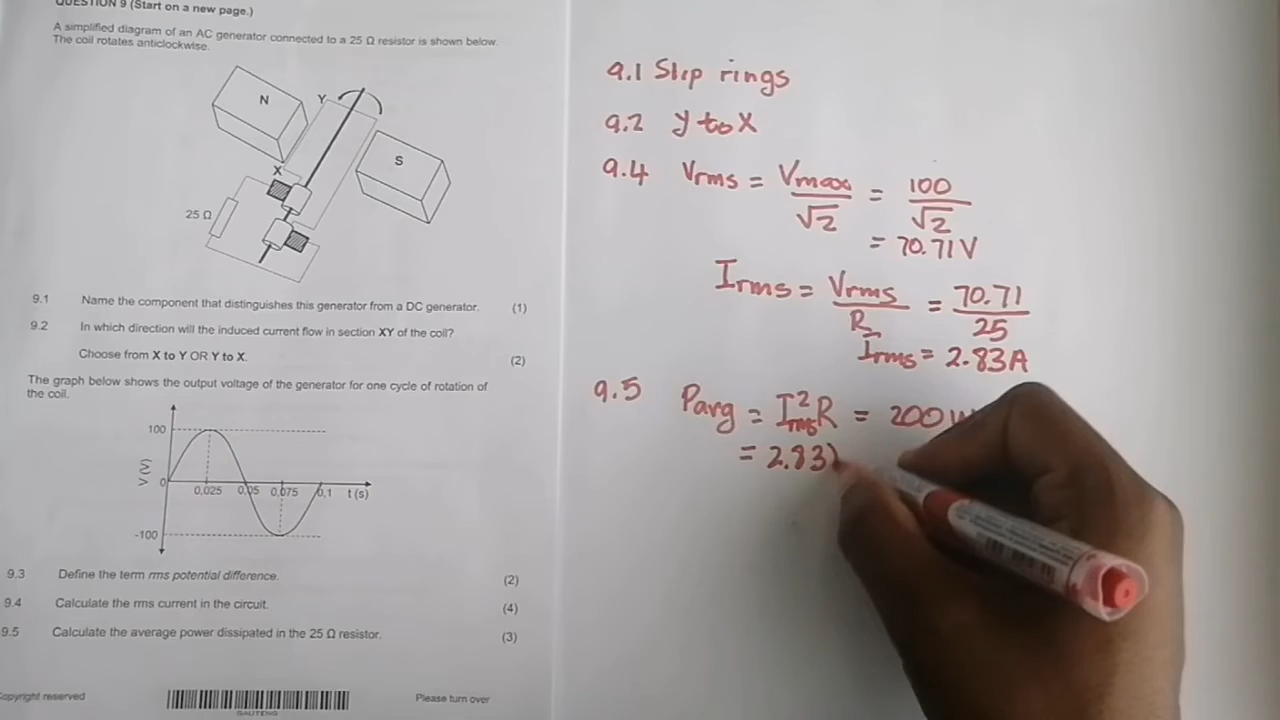 QUESTION 9 (Start on a new page.)
A simplified diagram of an AC generator connected to a 25 Ω resistor is shown below.
The coil rotates anticlockwise.
N
Y
S
X
25 Ω
9.1 Name the component that distinguishes this generator from a DC generator. (1)
9.2 In which direction will the induced current flow in section XY of the coil?
Choose from X to Y OR Y to X. (2)
The graph below shows the output voltage of the generator for one cycle of rotation of
the coil.
100
V (V)
0
0,025 0,05 0,075 0,1 t (s)
-100
9.3 Define the term rms potential difference. (2)
9.4 Calculate the rms current in the circuit. (4)
9.5 Calculate the average power dissipated in the 25 Ω resistor. (3)
Copyright reserved Please turn over
GAUTENG
9.1 Slip rings
9.2 Y to X
9.4 Vrms = Vmax/√2 = 100/√2
= 70.71V
Irms = Vrms/R = 70.71/25
Irms = 2.83A
9.5 Pavg = I²rmsR = 200W
= 2.83)